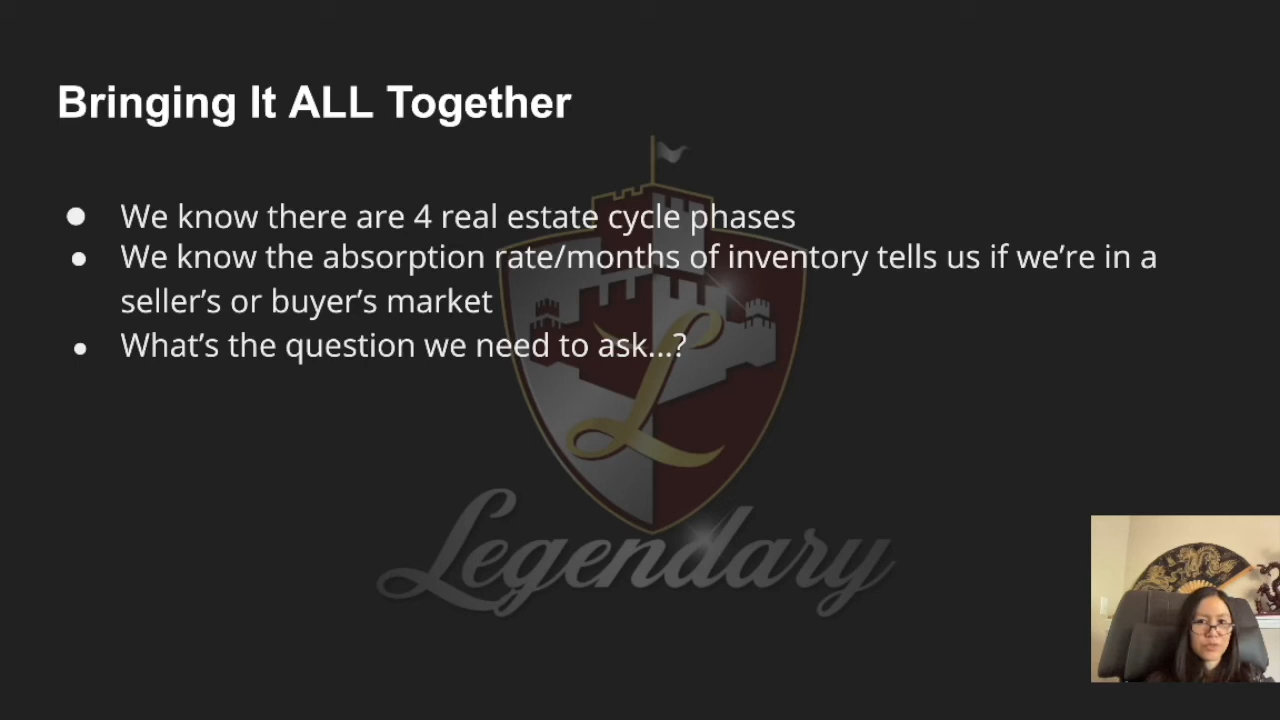 Bringing It ALL Together
● We know there are 4 real estate cycle phases
● We know the absorption rate/months of inventory tells us if we’re in a
seller’s or buyer’s market
● What’s the question we need to ask...?
L
Legendary